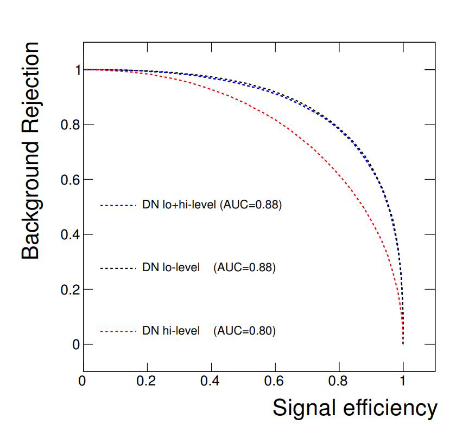 Background Rejection
1
0.8
0.6
0.4
0.2
0
DN lo+hi-level (AUC=0.88)
DN lo-level (AUC=0.88)
DN hi-level (AUC=0.80)
0 0.2 0.4 0.6 0.8 1
Signal efficiency